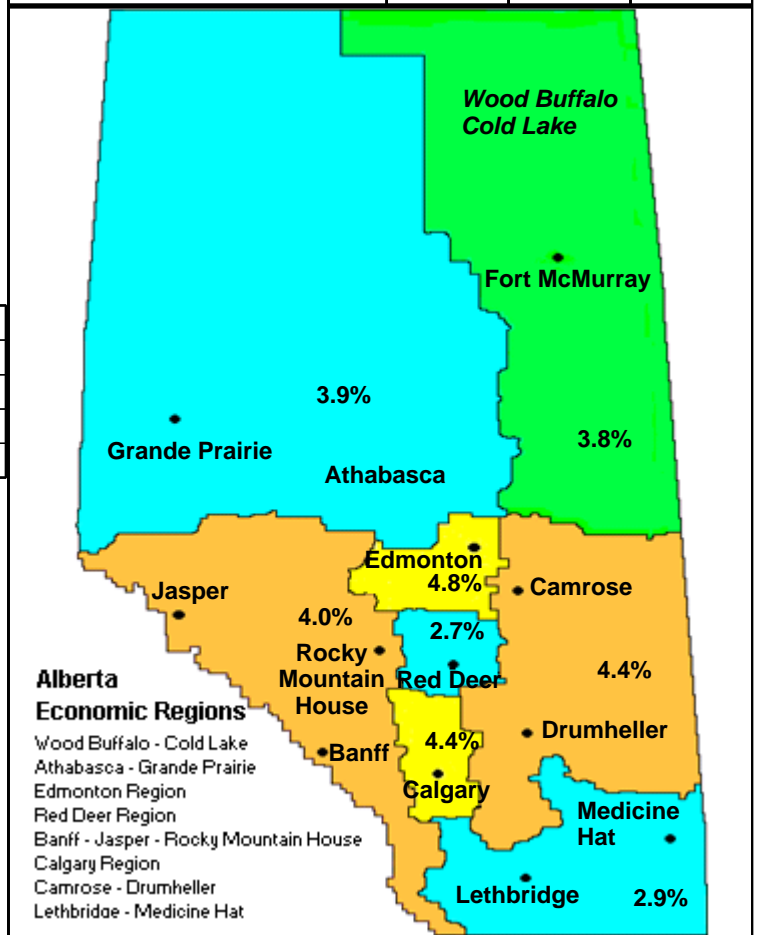 Wood Buffalo
Cold Lake
Fort McMurray
3.9%
3.8%
Grande Prairie
Athabasca
Edmonton
4.8%
Camrose
Jasper
4.0%
2.7%
Rocky
Mountain
House
Red Deer
4.4%
Drumheller
Banff
4.4%
Calgary
Medicine
Hat
Lethbridge
2.9%
Alberta
Economic Regions
Wood Buffalo - Cold Lake
Athabasca - Grande Prairie
Edmonton Region
Red Deer Region
Banff - Jasper - Rocky Mountain House
Calgary Region
Camrose - Drumheller
Lethbridge - Medicine Hat